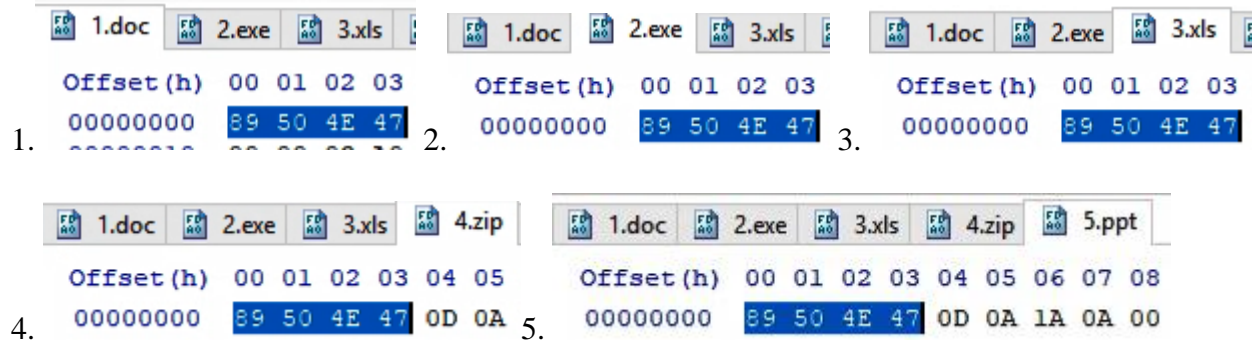 1.doc 2.exe 3.xls
Offset(h) 00 01 02 03
1. 00000000 89 50 4E 47
1.doc 2.exe 3.xls
Offset(h) 00 01 02 03
2. 00000000 89 50 4E 47
1.doc 2.exe 3.xls
Offset(h) 00 01 02 03
3. 00000000 89 50 4E 47
1.doc 2.exe 3.xls 4.zip
Offset(h) 00 01 02 03 04 05
4. 00000000 89 50 4E 47 0D 0A
1.doc 2.exe 3.xls 4.zip 5.ppt
Offset(h) 00 01 02 03 04 05 06 07 08
5. 00000000 89 50 4E 47 0D 0A 1A 0A 00